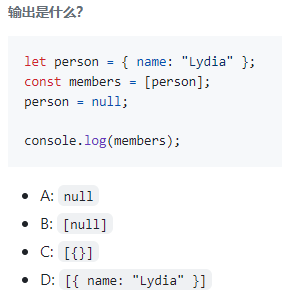 输出是什么?
let person = { name: "Lydia" };
const members = [person];
person = null;
console.log(members);
A: null
B: [null]
C: [{}]
D: [{ name: "Lydia" }]